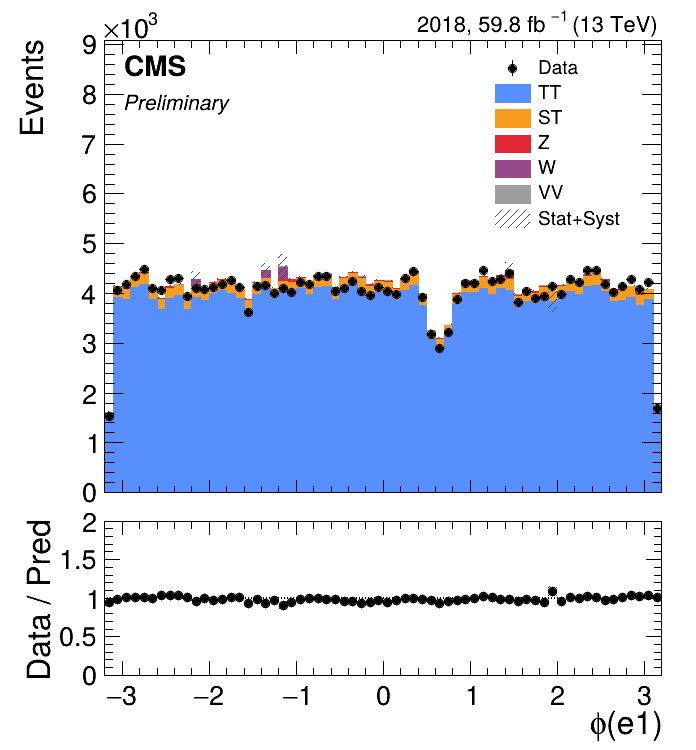 ×10³
2018, 59.8 fb⁻¹ (13 TeV)
CMS
Preliminary
Events
9
8
7
6
5
4
3
2
1
0
Data
TT
ST
Z
W
VV
Stat+Syst
Data / Pred
2
1.5
1
0.5
0
−3 −2 −1 0 1 2 3
ϕ(e1)